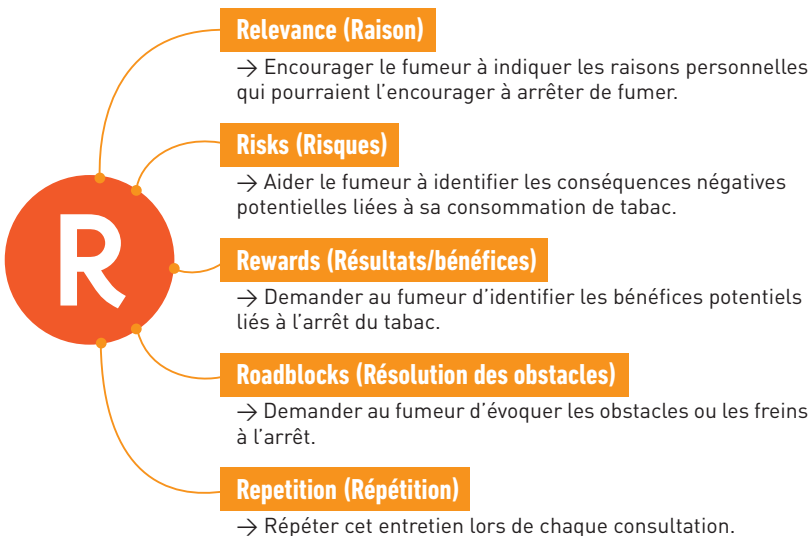 R
Relevance (Raison)
→ Encourager le fumeur à indiquer les raisons personnelles
qui pourraient l'encourager à arrêter de fumer.
Risks (Risques)
→ Aider le fumeur à identifier les conséquences négatives
potentielles liées à sa consommation de tabac.
Rewards (Résultats/bénéfices)
→ Demander au fumeur d'identifier les bénéfices potentiels
liés à l'arrêt du tabac.
Roadblocks (Résolution des obstacles)
→ Demander au fumeur d'évoquer les obstacles ou les freins
à l'arrêt.
Repetition (Répétition)
→ Répéter cet entretien lors de chaque consultation.